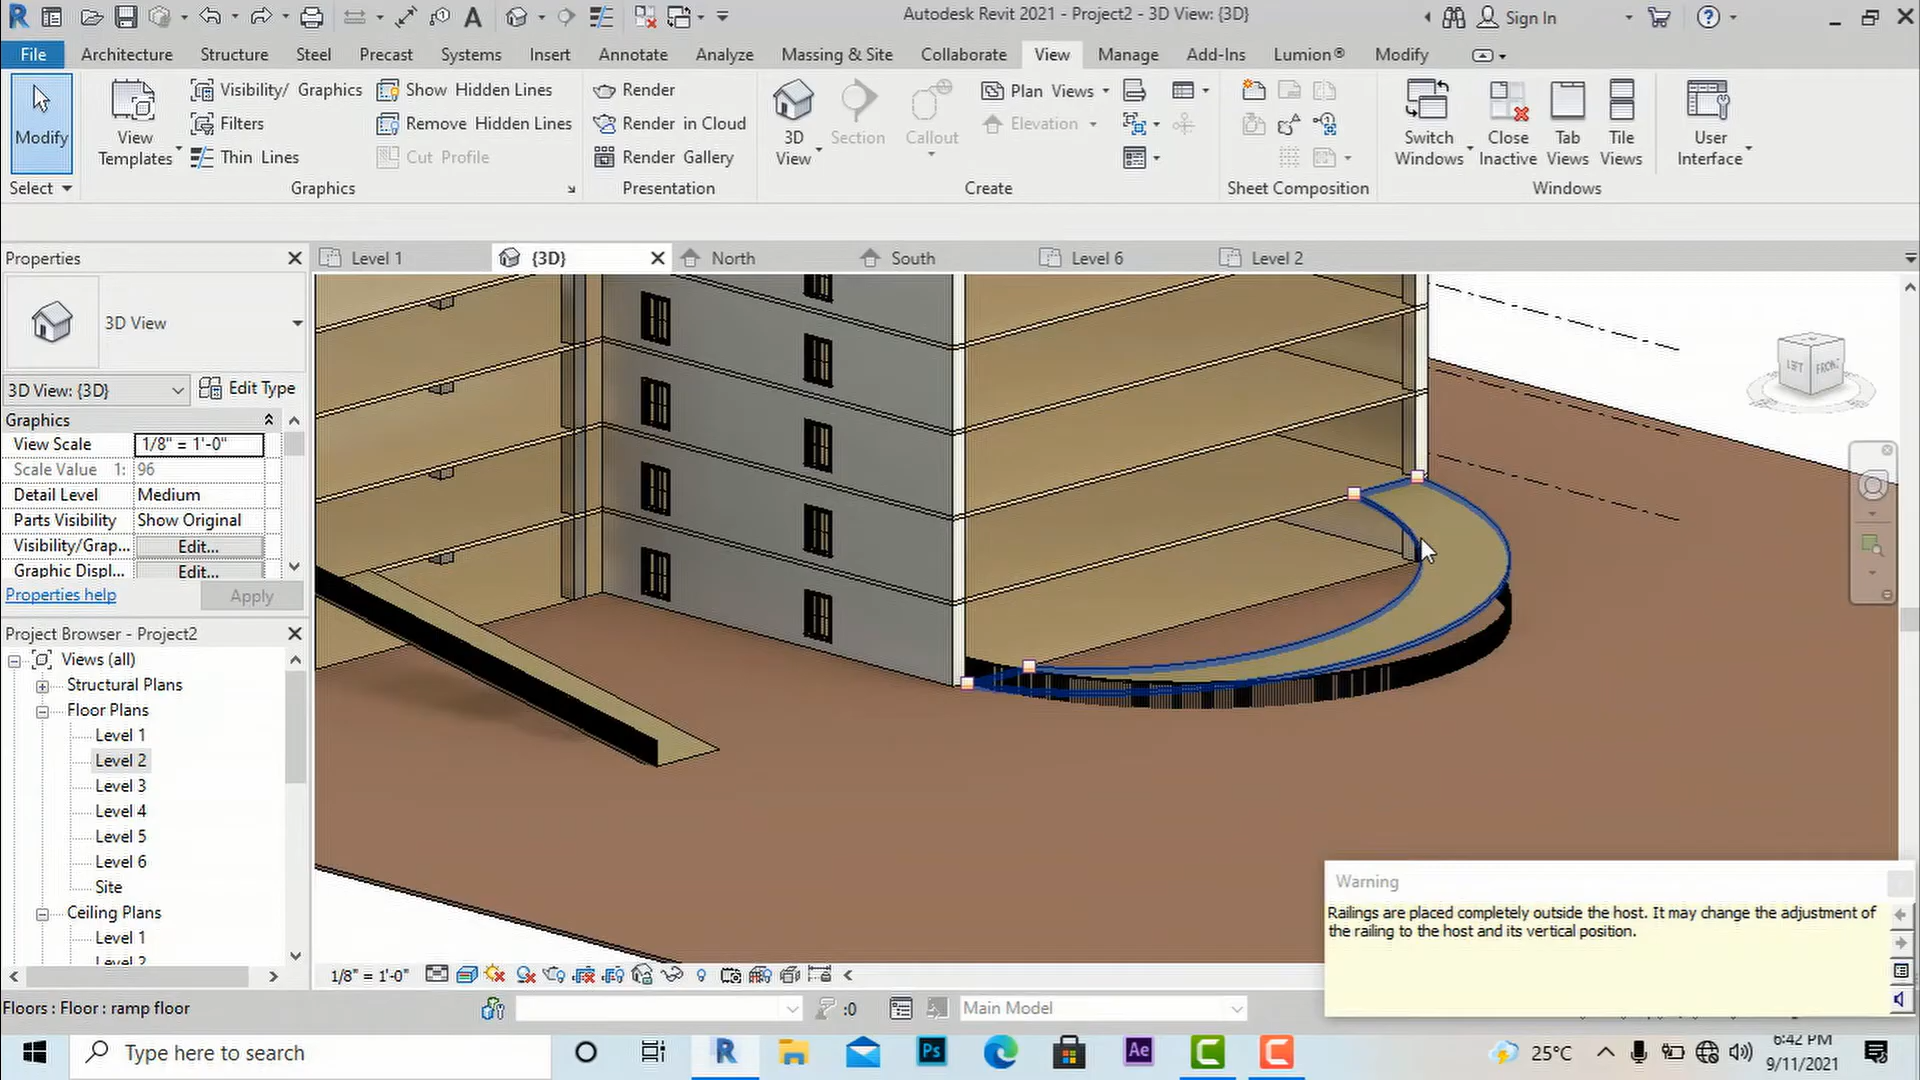 Autodesk Revit 2021 - Project2 - 3D View: {3D}
Sign In
File Architecture Structure Steel Precast Systems Insert Annotate Analyze Massing & Site Collaborate View Manage Add-Ins Lumion® Modify
Modify
View Templates
Visibility/ Graphics
Filters
Thin Lines
Show Hidden Lines
Remove Hidden Lines
Cut Profile
Render
Render in Cloud
Render Gallery
3D View
Section
Callout
Plan Views
Elevation
Switch Windows
Close Inactive
Tab Views
Tile Views
User Interface
Select Graphics Presentation Create Sheet Composition Windows
Properties
Level 1 {3D} North South Level 6 Level 2
3D View
3D View: {3D} Edit Type
Graphics
View Scale 1/8" = 1'-0"
Scale Value 1: 96
Detail Level Medium
Parts Visibility Show Original
Visibility/Grap... Edit...
Graphic Displ... Edit...
Properties help Apply
Project Browser - Project2
Views (all)
Structural Plans
Floor Plans
Level 1
Level 2
Level 3
Level 4
Level 5
Level 6
Site
Ceiling Plans
Level 1
Level 2
LEFT FRONT
Warning
Railings are placed completely outside the host. It may change the adjustment of
the railing to the host and its vertical position.
1/8" = 1'-0"
Floors : Floor : ramp floor
:0
Main Model
Type here to search
Ps
Ae
25°C
6:42 PM
9/11/2021